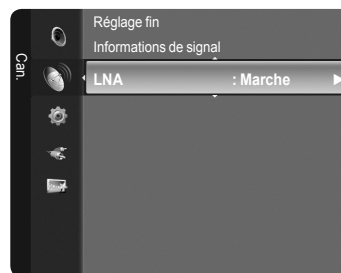 Can.
Réglage fin
Informations de signal
LNA : Marche